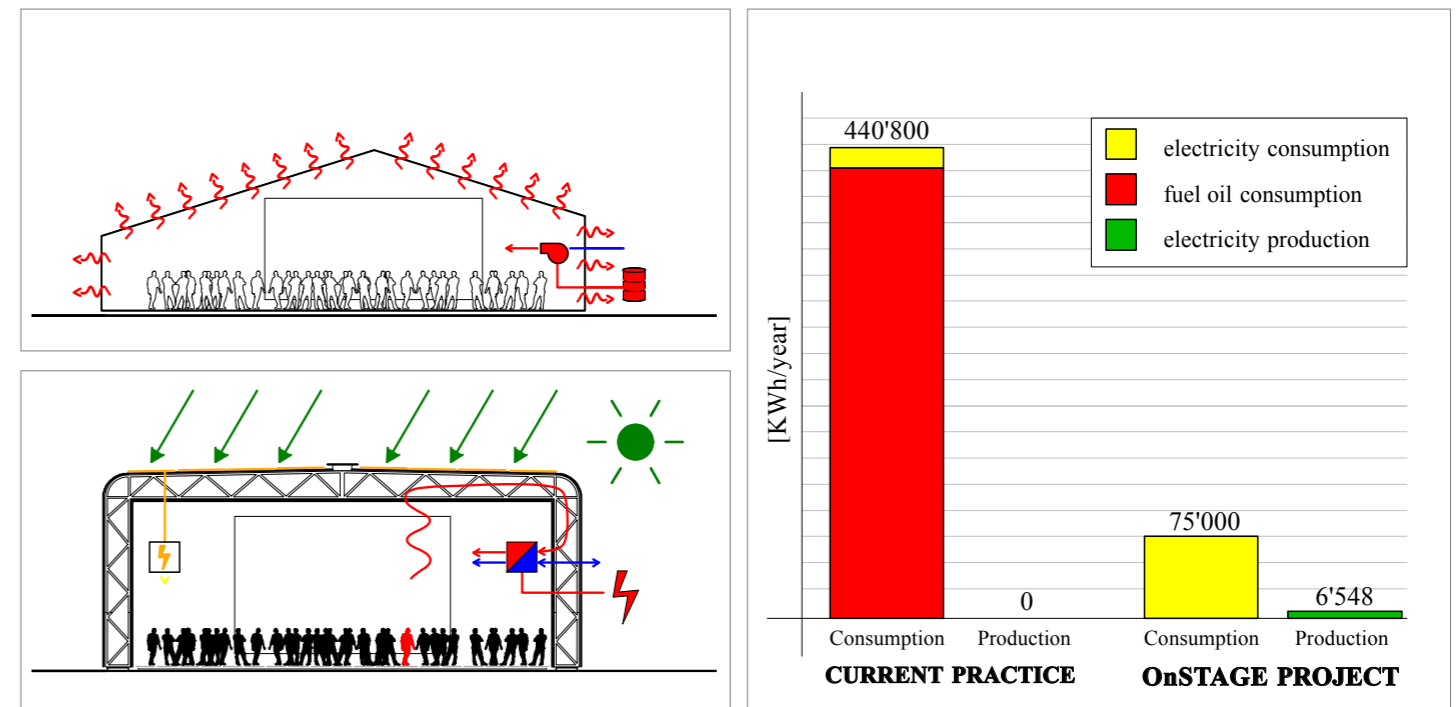 440'800
electricity consumption
fuel oil consumption
electricity production
[KWh/year]
75'000
0
6'548
Consumption Production Consumption Production
CURRENT PRACTICE OnSTAGE PROJECT